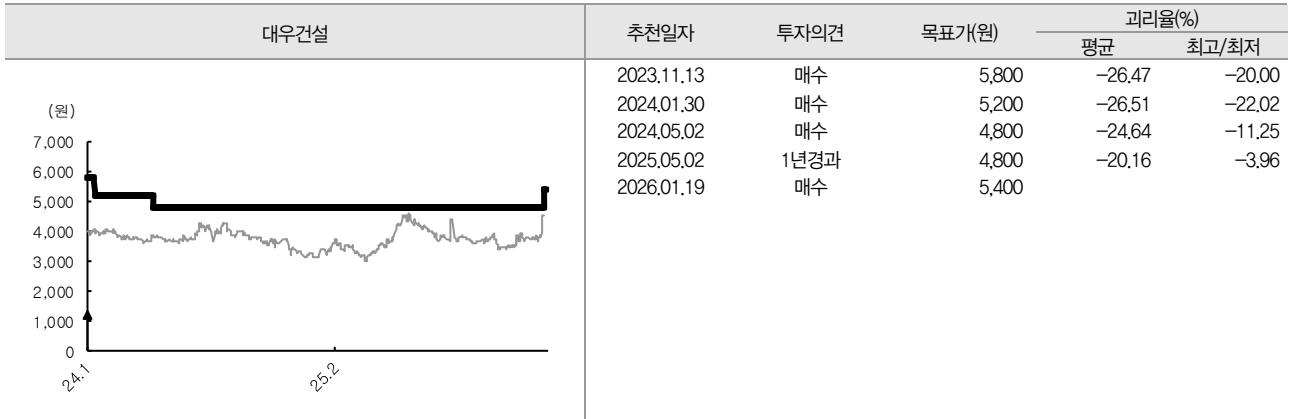 대우건설 추천일자 투자의견 목표가(원) 괴리율(%)
평균 최고/최저
2023.11.13 매수 5,800 −26.47 −20.00
2024.01.30 매수 5,200 −26.51 −22.02
2024.05.02 매수 4,800 −24.64 −11.25
2025.05.02 1년경과 4,800 −20.16 −3.96
2026.01.19 매수 5,400
(원)
7,000
6,000
5,000
4,000
3,000
2,000
1,000
0
24.1 25.2